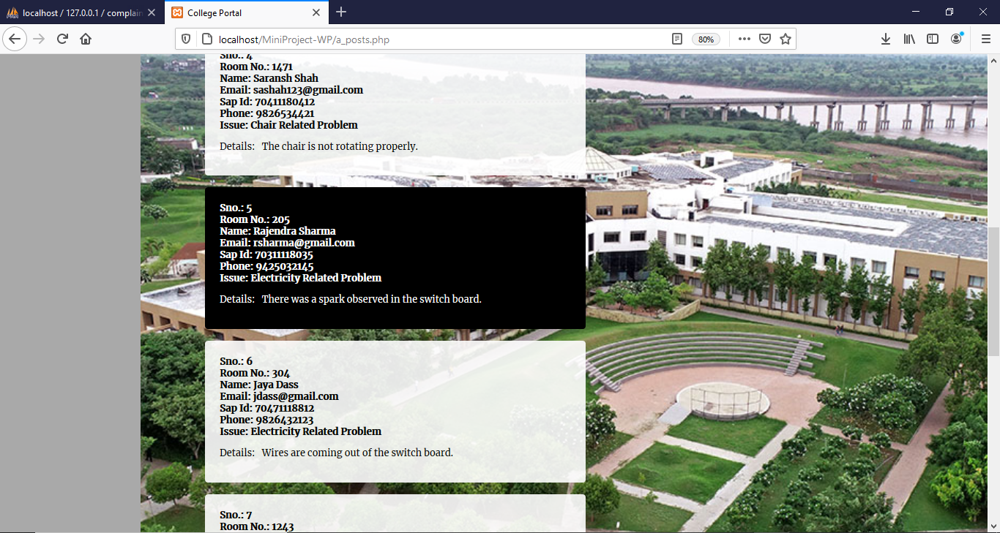 localhost / 127.0.0.1 / complain
College Portal
localhost/MiniProject-WP/a_posts.php
80%
Sno.: 4
Room No.: 1471
Name: Saransh Shah
Email: sashah123@gmail.com
Sap Id: 70411180412
Phone: 9826534421
Issue: Chair Related Problem
Details: The chair is not rotating properly.
Sno.: 5
Room No.: 205
Name: Rajendra Sharma
Email: rsharma@gmail.com
Sap Id: 70311118035
Phone: 9425032145
Issue: Electricity Related Problem
Details: There was a spark observed in the switch board.
Sno.: 6
Room No.: 304
Name: Jaya Dass
Email: jdass@gmail.com
Sap Id: 70471118812
Phone: 9826432123
Issue: Electricity Related Problem
Details: Wires are coming out of the switch board.
Sno.: 7
Room No.: 1243